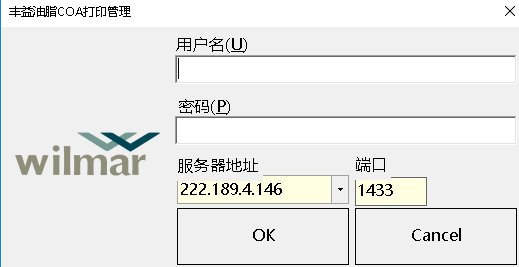 丰益油脂COA打印管理
用户名(U)
密码(P)
wilmar
服务器地址 端口
222.189.4.146 1433
OK Cancel